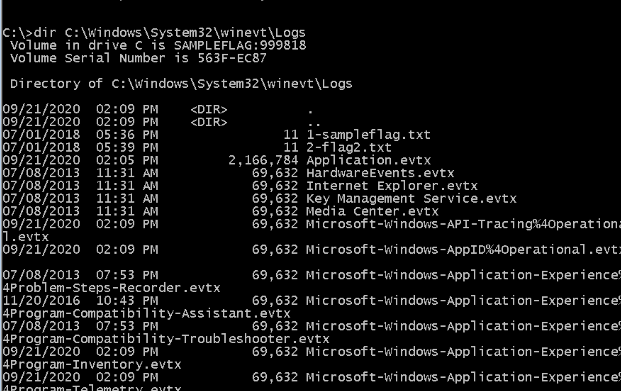 C:\>dir C:\Windows\System32\winevt\Logs
Volume in drive C is SAMPLEFLAG:999818
Volume Serial Number is 563F-EC87
Directory of C:\Windows\System32\winevt\Logs
09/21/2020 02:09 PM <DIR> .
09/21/2020 02:09 PM <DIR> ..
07/01/2018 05:36 PM 11 1-sampleflag.txt
07/01/2018 05:39 PM 11 2-flag2.txt
09/21/2020 02:05 PM 2,166,784 Application.evtx
07/08/2013 11:31 AM 69,632 HardwareEvents.evtx
07/08/2013 11:31 AM 69,632 Internet Explorer.evtx
07/08/2013 11:31 AM 69,632 Key Management Service.evtx
07/08/2013 11:31 AM 69,632 Media Center.evtx
09/21/2020 02:09 PM 69,632 Microsoft-Windows-API-Tracing%4Operationa
l.evtx
09/21/2020 02:09 PM 69,632 Microsoft-Windows-AppID%4Operational.evtx
07/08/2013 07:53 PM 69,632 Microsoft-Windows-Application-Experience%
4Problem-Steps-Recorder.evtx
11/20/2016 10:43 PM 69,632 Microsoft-Windows-Application-Experience%
4Program-Compatibility-Assistant.evtx
07/08/2013 07:53 PM 69,632 Microsoft-Windows-Application-Experience%
4Program-Compatibility-Troubleshooter.evtx
09/21/2020 02:09 PM 69,632 Microsoft-Windows-Application-Experience%
4Program-Inventory.evtx
09/21/2020 02:09 PM 69,632 Microsoft-Windows-Application-Experience%
4Program-Telemetry.evtx